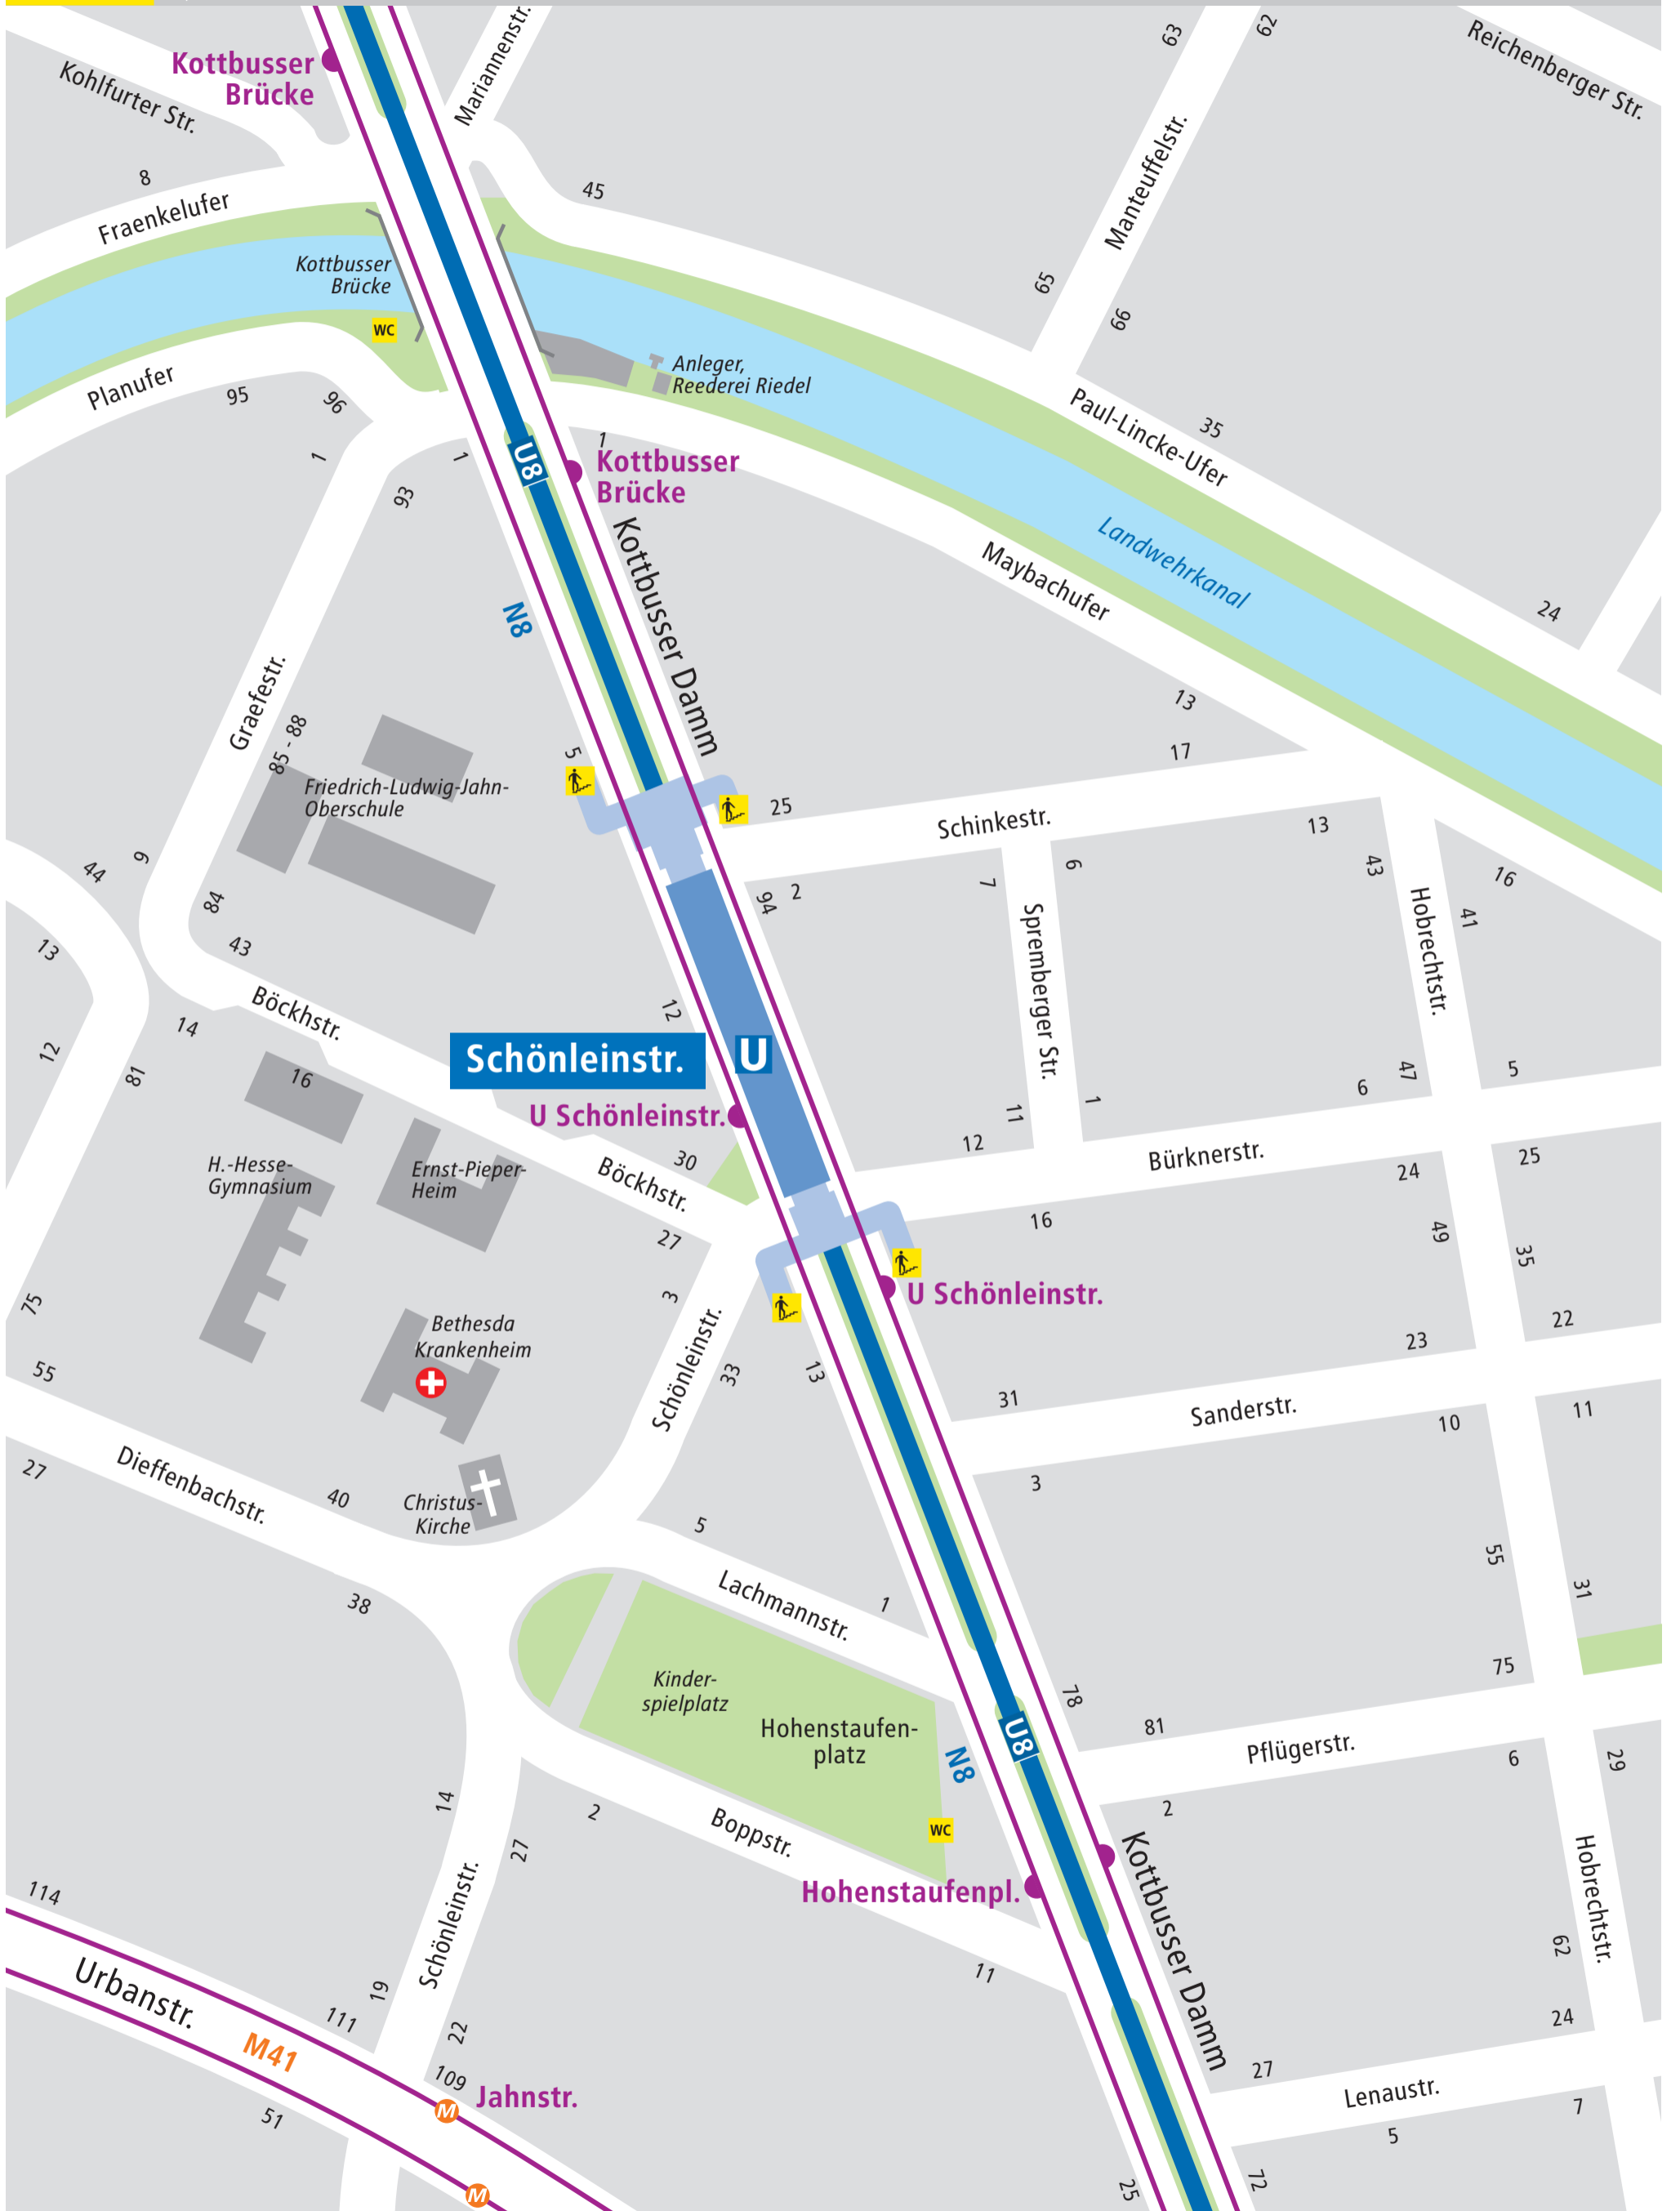 63
62
Reichenberger Str.
Mariannenstr.
Kottbusser
Brücke
Kohlfurter Str.
Manteuffelstr.
8
45
Fraenkelufer
Kottbusser
Brücke
65
66
WC
Anleger,
Reederei Riedel
Planufer
95
96
Paul-Lincke-Ufer
35
1
1
93
U8
1
Kottbusser
Brücke
Kottbusser Damm
Landwehrkanal
Maybachufer
24
N8
Graefestr.
13
85 - 88
5
17
Friedrich-Ludwig-Jahn-
Oberschule
25
Schinkestr.
13
44
9
84
94
2
7
6
43
16
Hobrechtstr.
41
13
43
Spremberger Str.
Böckhstr.
14
12
12
81
16
Schönleinstr.
U
47
5
6
U Schönleinstr.
11
1
12
Bürknerstr.
H.-Hesse-
Gymnasium
Ernst-Pieper-
Heim
30
Böckhstr.
24
25
16
27
49
35
75
3
U Schönleinstr.
Bethesda
Krankenheim
22
23
55
Schönleinstr.
33
13
31
Sanderstr.
10
11
27
Dieffenbachstr.
40
Christus-
Kirche
3
5
55
31
38
Lachmannstr.
1
Kinder-
spielplatz
75
78
Hohenstaufen-
platz
N8
U8
81
Pflügerstr.
6
29
14
2
Boppstr.
WC
2
27
Kottbusser Damm
Hobrechtstr.
114
Hohenstaufenpl.
Schönleinstr.
62
Urbanstr.
19
11
111
22
24
M41
109
27
Jahnstr.
M
Lenaustr.
51
7
5
M
25
72